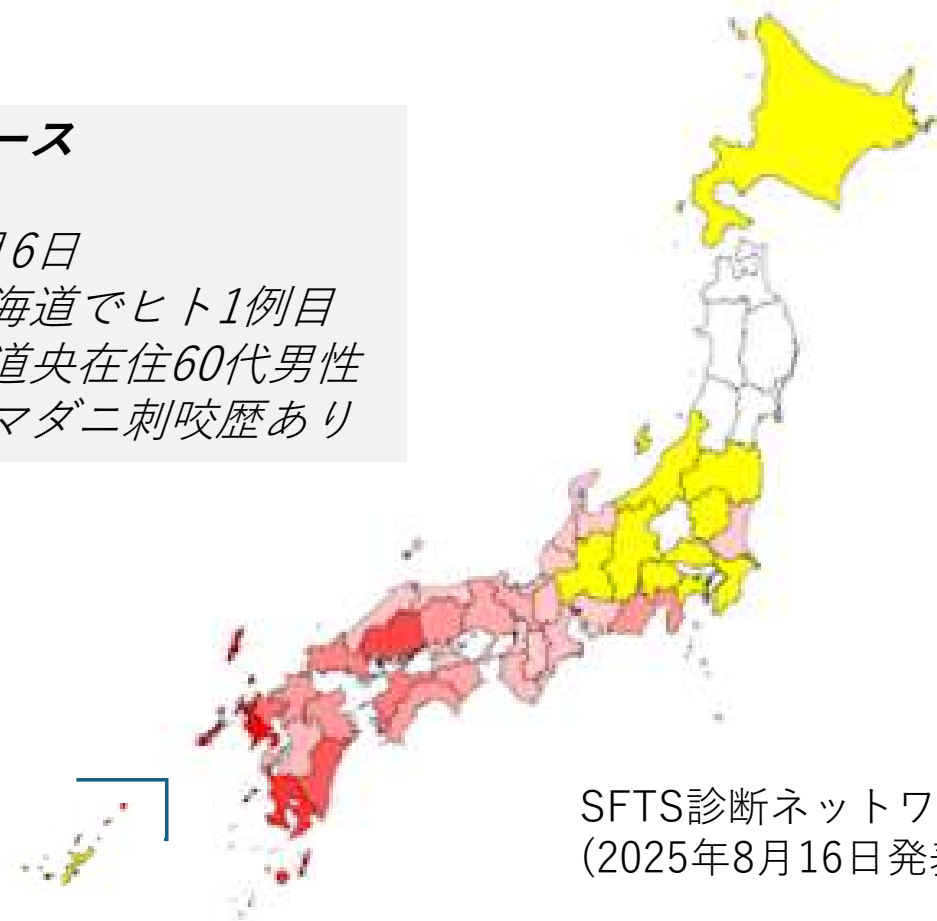 ース
月6日
海道でヒト1例目
道央在住60代男性
マダニ刺咬歴あり
SFTS診断ネットワ
(2025年8月16日発表